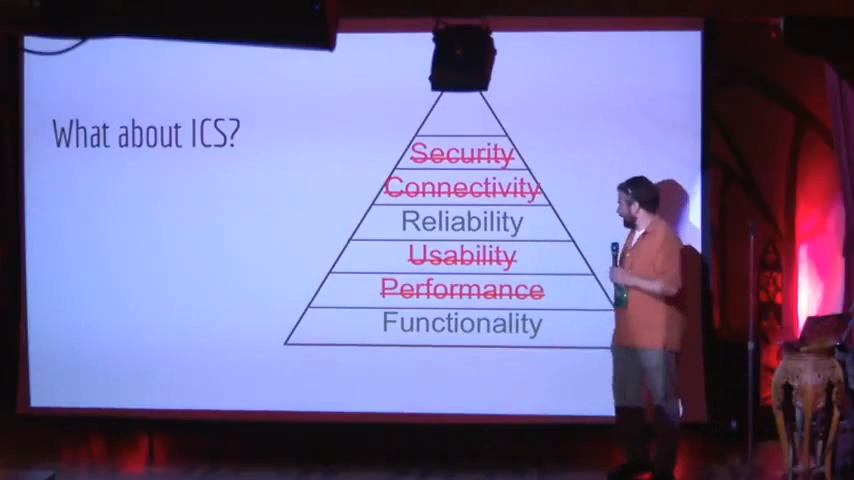 What about ICS?
Security
Connectivity
Reliability
Usability
Performance
Functionality